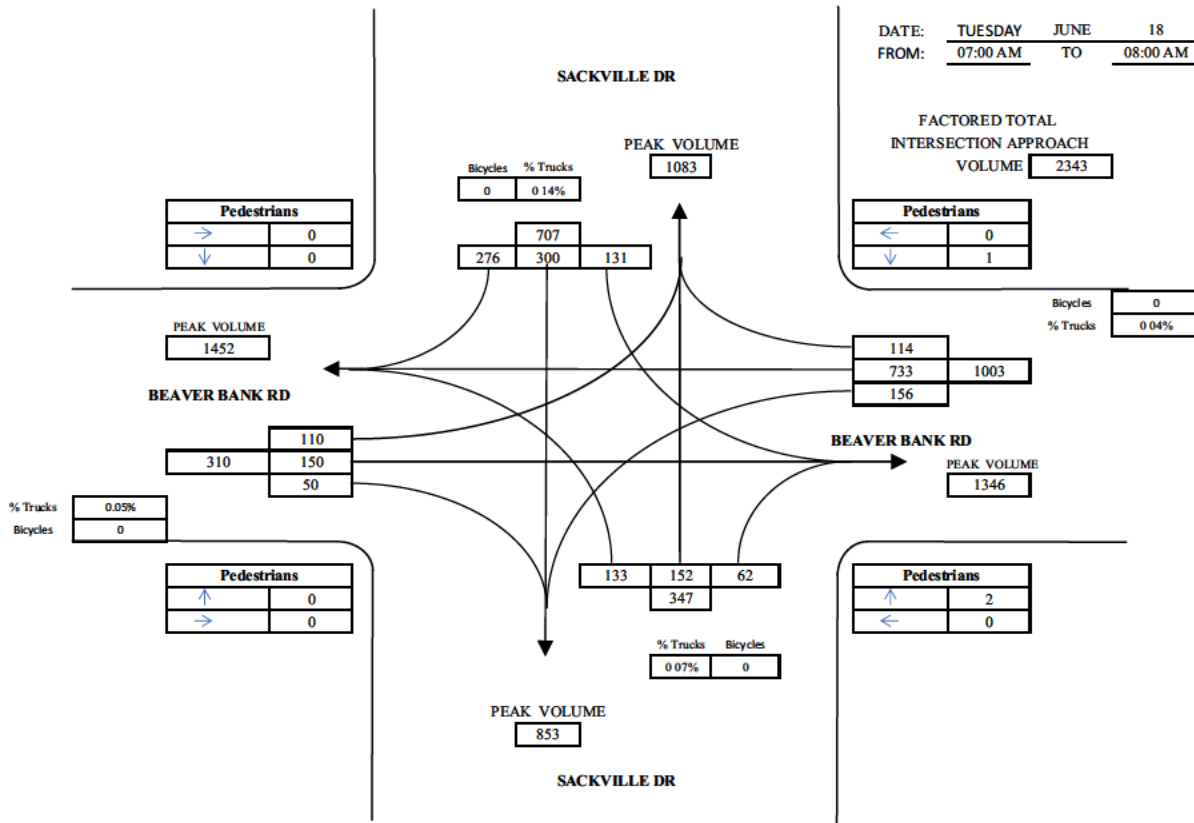 DATE: TUESDAY JUNE 18
FROM: 07:00 AM TO 08:00 AM
SACKVILLE DR
FACTORED TOTAL
INTERSECTION APPROACH
VOLUME 2343
PEAK VOLUME
1083
Bicycles % Trucks
0 0 14%
Pedestrians
→ 0
↓ 0
Pedestrians
← 0
↓ 1
707
276 300 131
Bicycles 0
% Trucks 0 04%
PEAK VOLUME
1452
BEAVER BANK RD
114
733 1003
156
110
310 150
50
BEAVER BANK RD
PEAK VOLUME
1346
% Trucks 0.05%
Bicycles 0
133 152 62
347
Pedestrians
↑ 0
→ 0
Pedestrians
↑ 2
← 0
% Trucks Bicycles
0 07% 0
PEAK VOLUME
853
SACKVILLE DR